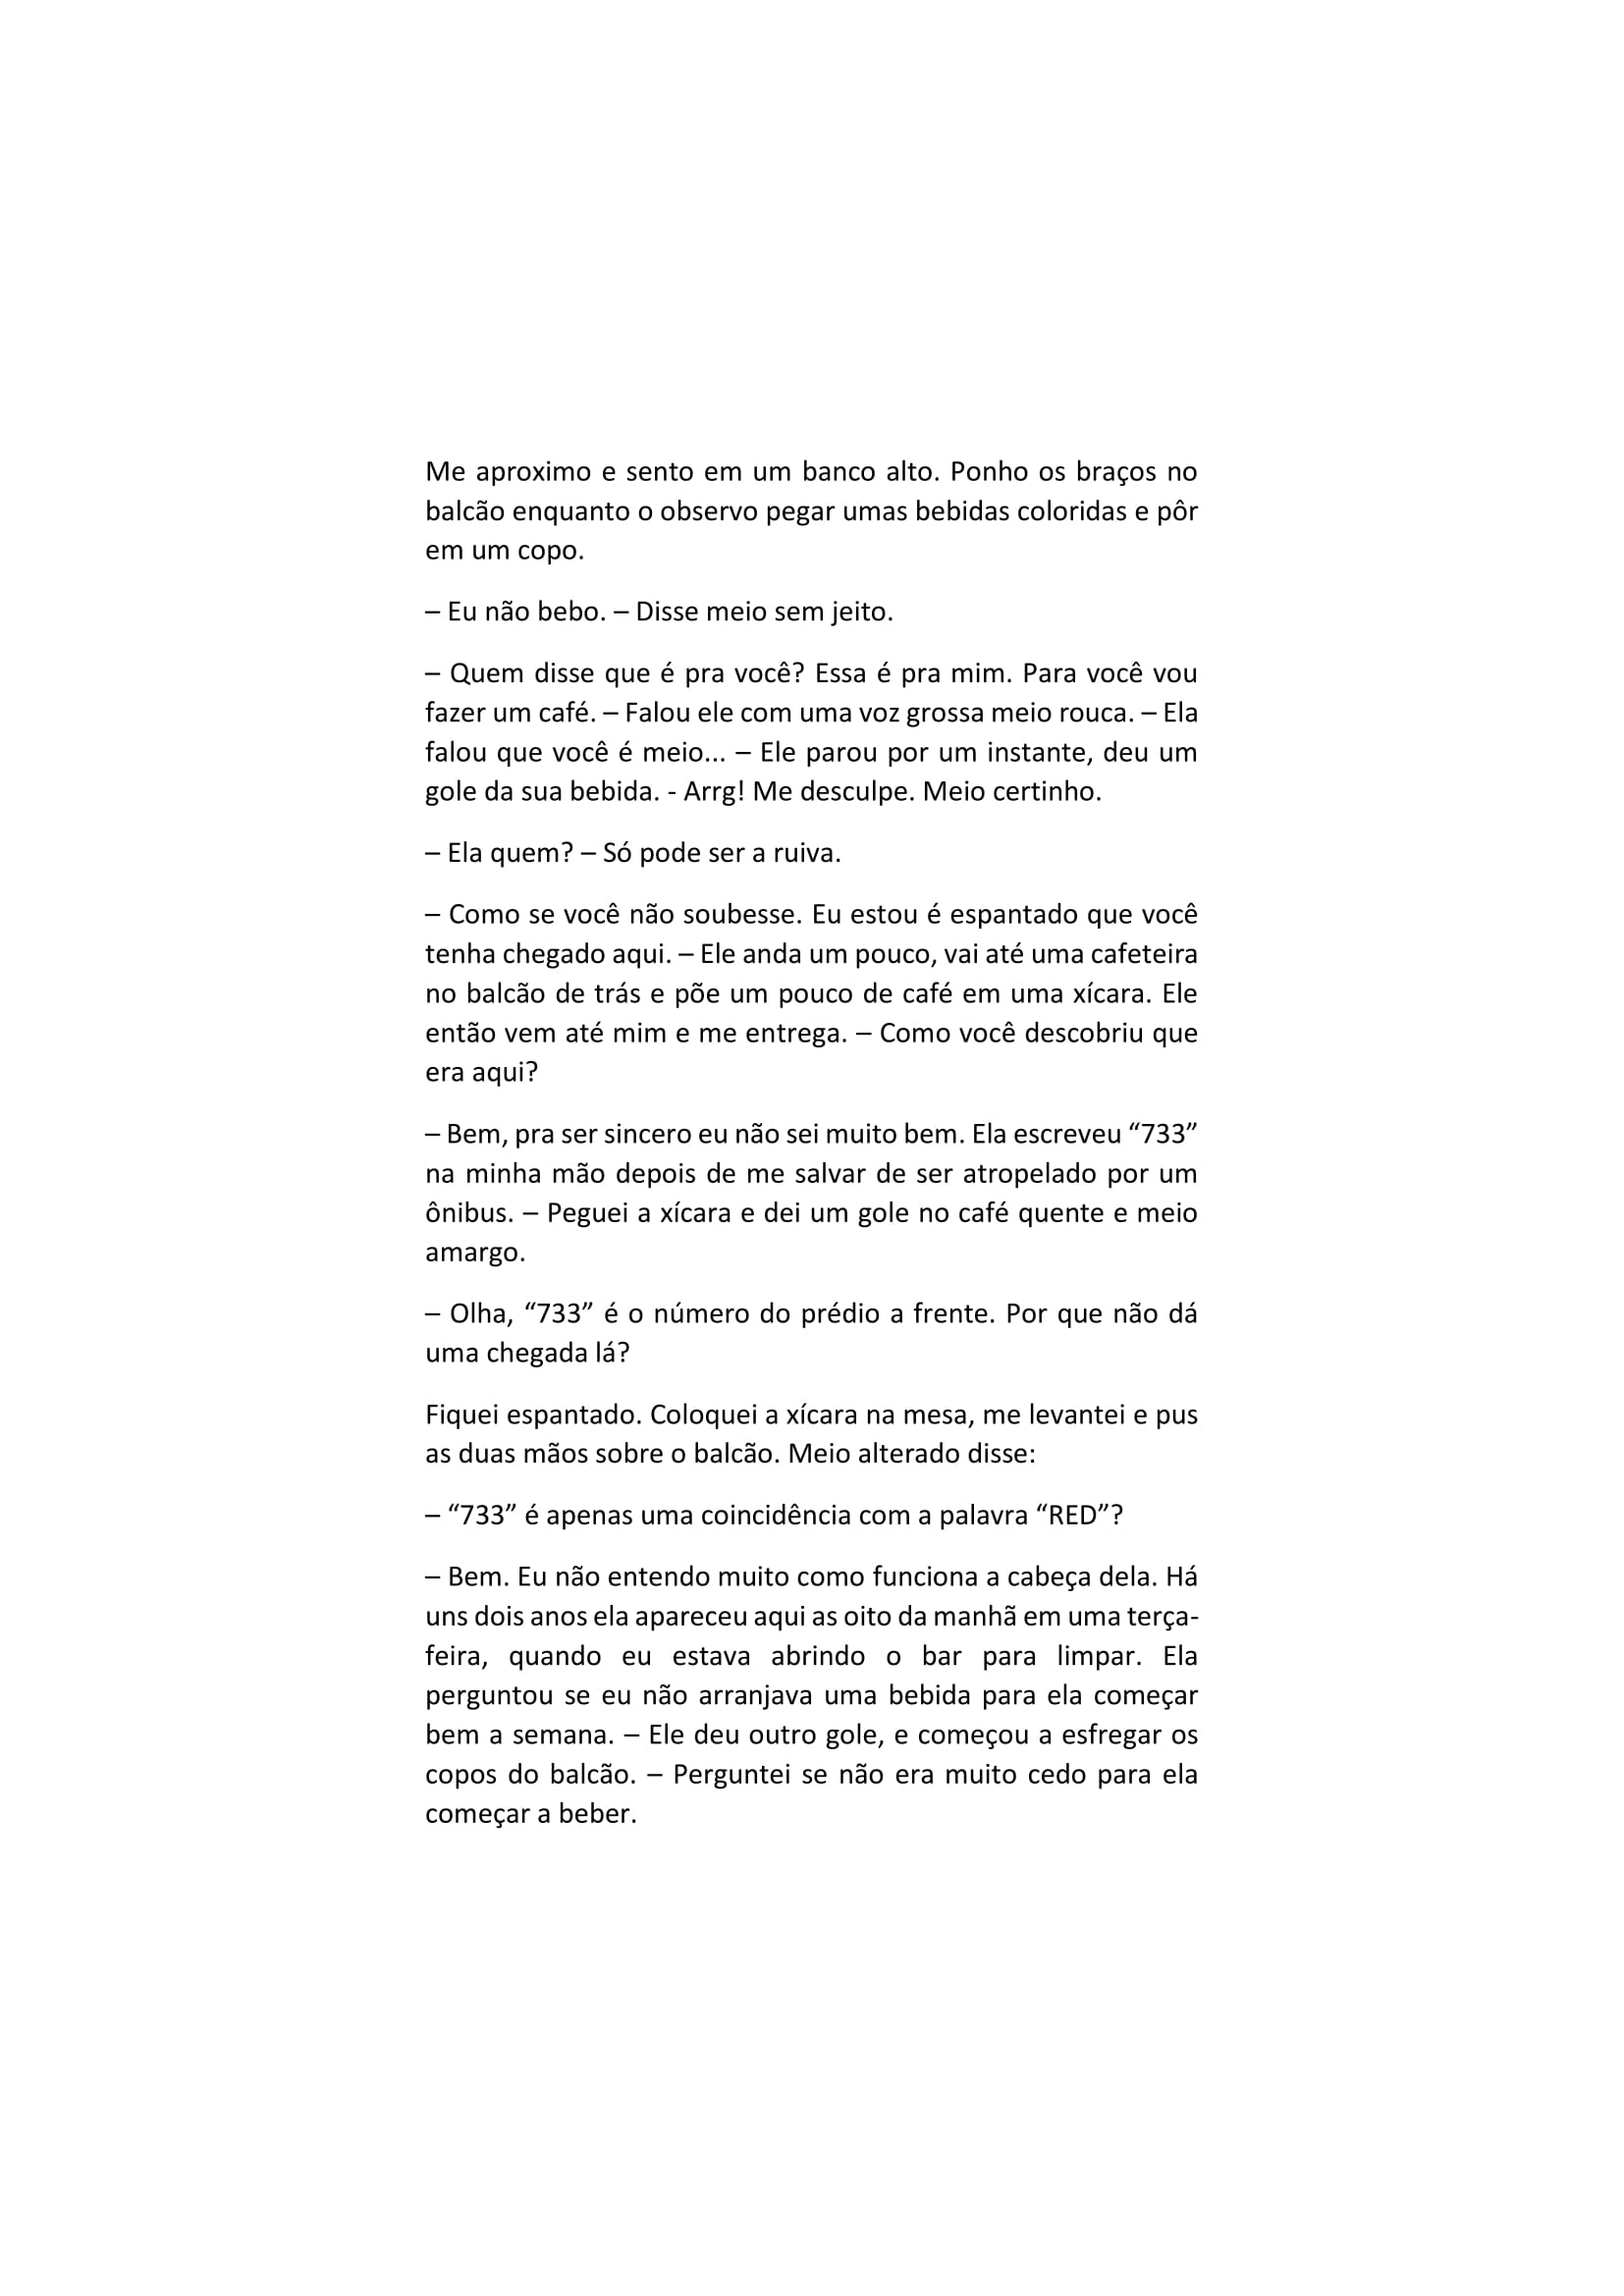 Me aproximo e sento em um banco alto. Ponho os braços no
balcão enquanto o observo pegar umas bebidas coloridas e pôr
em um copo.
– Eu não bebo. – Disse meio sem jeito.
– Quem disse que é pra você? Essa é pra mim. Para você vou
fazer um café. – Falou ele com uma voz grossa meio rouca. – Ela
falou que você é meio... – Ele parou por um instante, deu um
gole da sua bebida. - Arrg! Me desculpe. Meio certinho.
– Ela quem? – Só pode ser a ruiva.
– Como se você não soubesse. Eu estou é espantado que você
tenha chegado aqui. – Ele anda um pouco, vai até uma cafeteira
no balcão de trás e põe um pouco de café em uma xícara. Ele
então vem até mim e me entrega. – Como você descobriu que
era aqui?
– Bem, pra ser sincero eu não sei muito bem. Ela escreveu “733”
na minha mão depois de me salvar de ser atropelado por um
ônibus. – Peguei a xícara e dei um gole no café quente e meio
amargo.
– Olha, “733” é o número do prédio a frente. Por que não dá
uma chegada lá?
Fiquei espantado. Coloquei a xícara na mesa, me levantei e pus
as duas mãos sobre o balcão. Meio alterado disse:
– “733” é apenas uma coincidência com a palavra “RED”?
– Bem. Eu não entendo muito como funciona a cabeça dela. Há
uns dois anos ela apareceu aqui as oito da manhã em uma terça-
feira, quando eu estava abrindo o bar para limpar. Ela
perguntou se eu não arranjava uma bebida para ela começar
bem a semana. – Ele deu outro gole, e começou a esfregar os
copos do balcão. – Perguntei se não era muito cedo para ela
começar a beber.